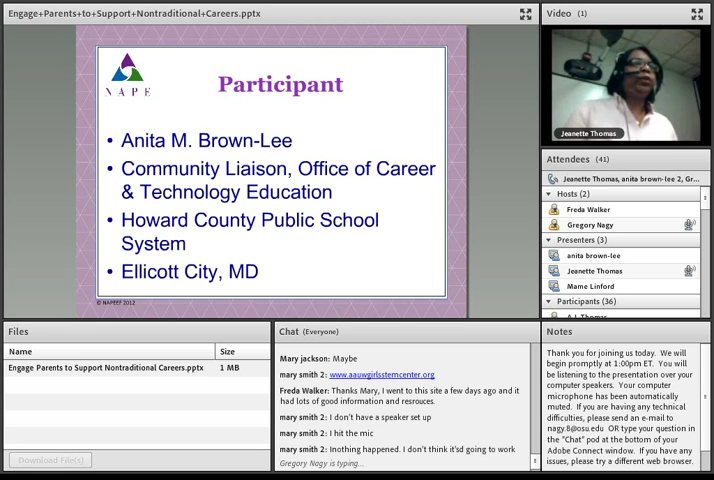 Engage+Parents+to+Support+Nontraditional+Careers.pptx
NAPE
Participant
• Anita M. Brown-Lee
• Community Liaison, Office of Career
& Technology Education
• Howard County Public School
System
• Ellicott City, MD
© NAPEEF 2012
Video (1)
Jeanette Thomas
Attendees (41)
Jeanette Thomas, anita brown-lee 2, Gr...
Hosts (2)
Freda Walker
Gregory Nagy
Presenters (3)
anita brown-lee
Jeanette Thomas
Mame Linford
Participants (36)
A.J. Thomas
Files
Name Size
Engage Parents to Support Nontraditional Careers.pptx 1 MB
Download File(s)
Chat (Everyone)
Mary jackson: Maybe
mary smith 2: www.aauwgirlsstemcenter.org
Freda Walker: Thanks Mary, I went to this site a few days ago and it
had lots of good information and resrouces.
mary smith 2: I don't have a speaker set up
mary smith 2: I hit the mic
mary smith 2: Inothing happened. I don't think it'sd going to work
Gregory Nagy is typing...
Notes
Thank you for joining us today. We will
begin promptly at 1:00pm ET. You will
be listening to the presentation over your
computer speakers. Your computer
microphone has been automatically
muted. If you are having any technical
difficulties, please send an e-mail to
nagy.8@osu.edu OR type your question in
the "Chat" pod at the bottom of your
Adobe Connect window. If you have any
issues, please try a different web browser.